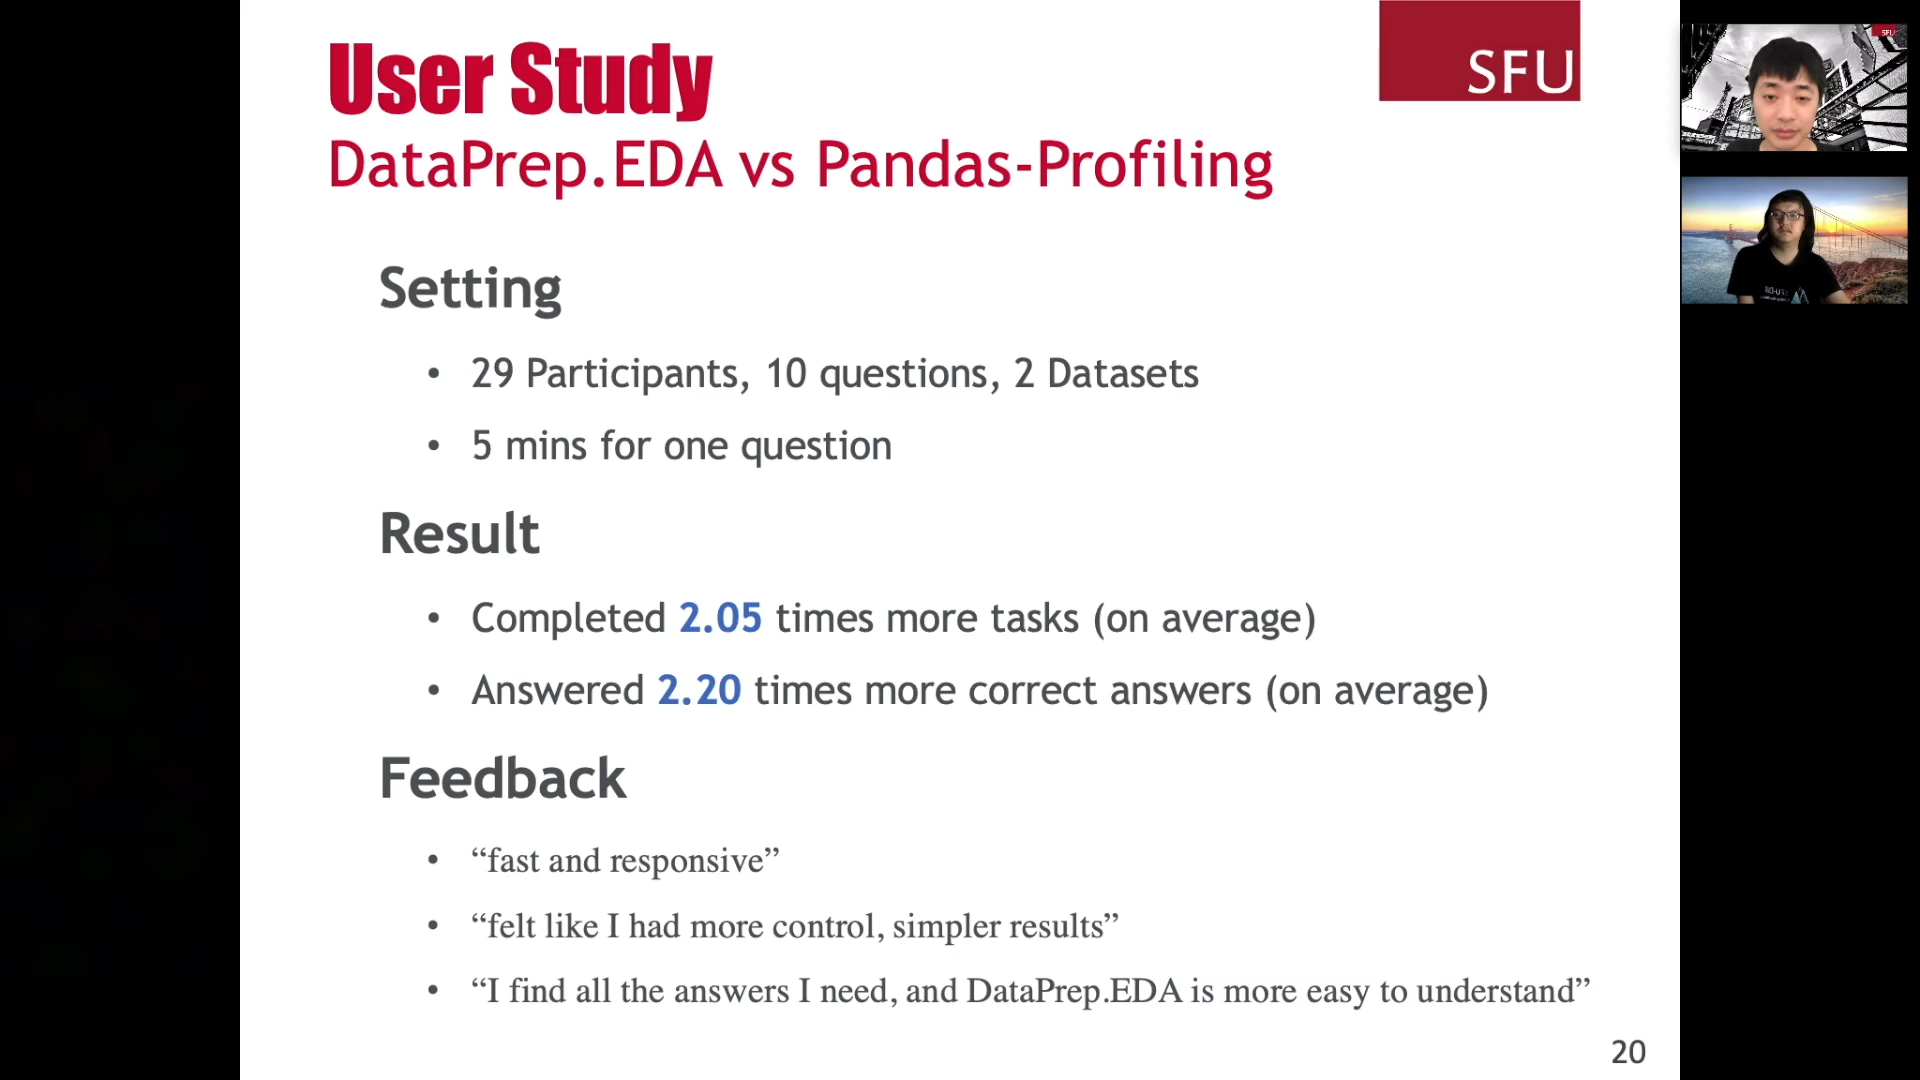 User Study
SFU
DataPrep.EDA vs Pandas-Profiling
Setting
• 29 Participants, 10 questions, 2 Datasets
• 5 mins for one question
Result
• Completed 2.05 times more tasks (on average)
• Answered 2.20 times more correct answers (on average)
Feedback
• “fast and responsive”
• “felt like I had more control, simpler results”
• “I find all the answers I need, and DataPrep.EDA is more easy to understand”
20
SFU